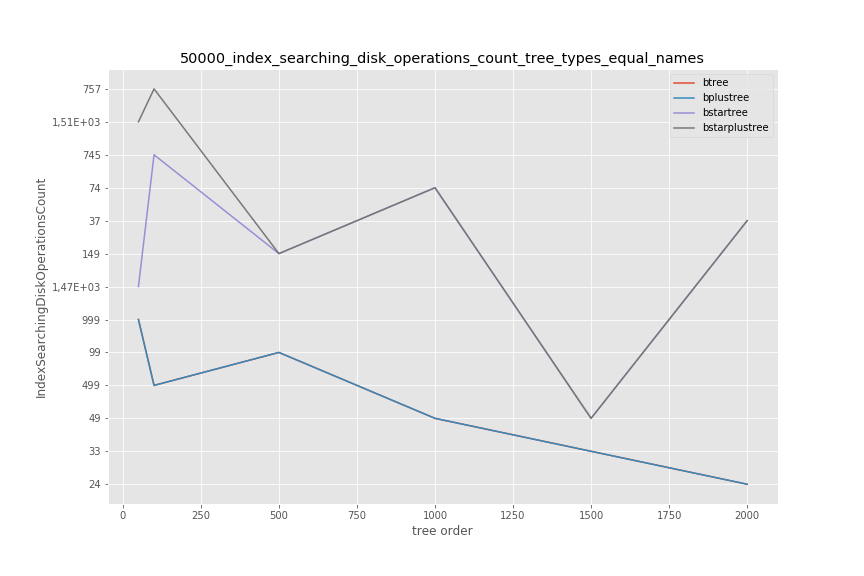 50000_index_searching_disk_operations_count_tree_types_equal_names
btree
bplustree
bstartree
bstarplustree
IndexSearchingDiskOperationsCount
757
1,51E+03
745
74
37
149
1,47E+03
999
99
499
49
33
24
0 250 500 750 1000 1250 1500 1750 2000
tree order